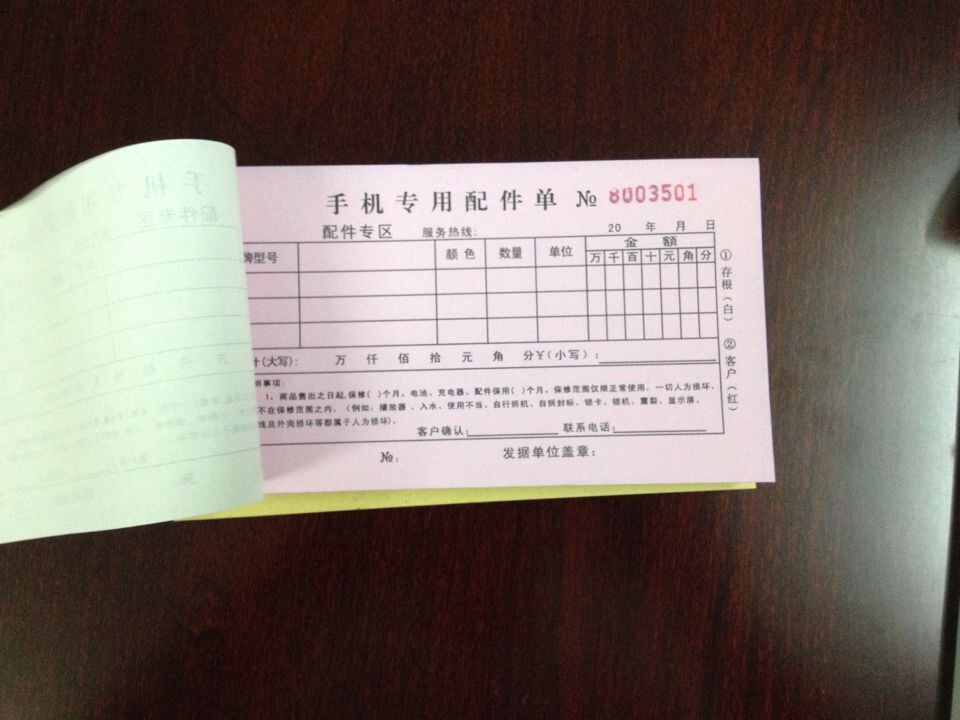 手机专用配件单 № 8003501
配件专区 服务热线: 20 年 月 日
牌型号 颜色 数量 单位 金額
万 千 百 十 元 角 分
①存根(白) ②客户(红)
计(大写): 万 仟 佰 拾 元 角 分¥(小写):
明事项:
1、商品售出之日起,保修( )个月。电池、充电器、配件保用( )个月。保修范围仅限正常使用，一切人为损坏,
不在保修范围之内，(例如：播放器、入水、使用不当、自行拆机、自拆封标、锁卡、锁机、震裂、显示屏、
线及外壳损坏等都属于人为损坏)。
客户确认: 联系电话:
№: 发据单位盖章: